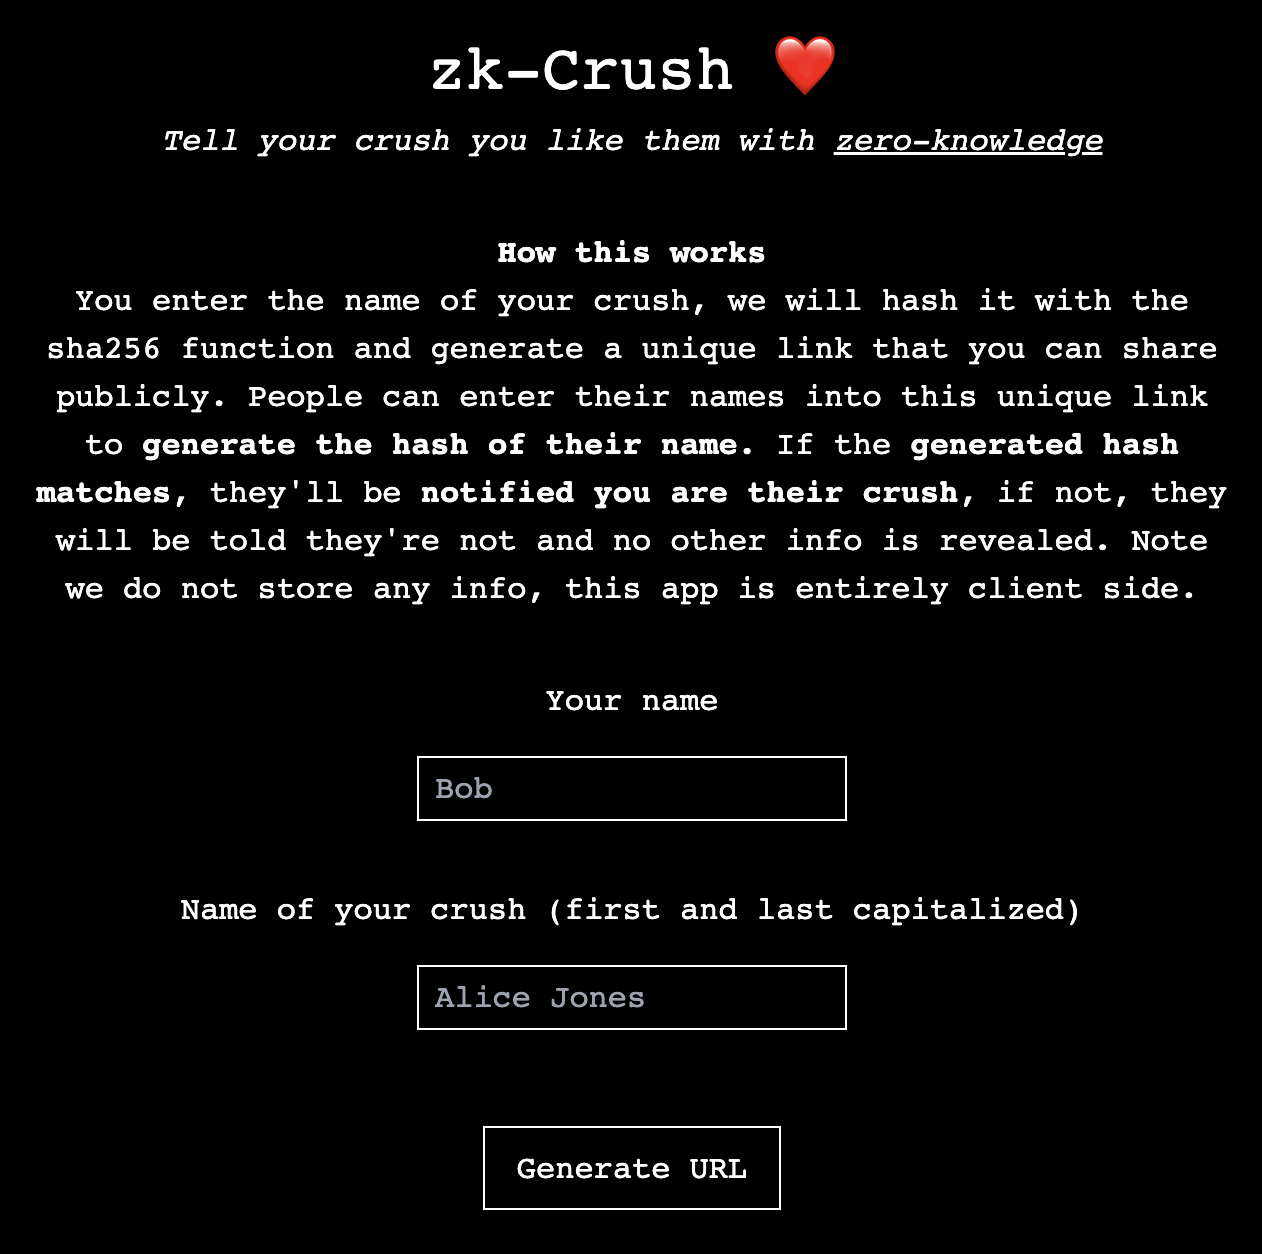 zk-Crush ❤️
Tell your crush you like them with zero-knowledge
How this works
You enter the name of your crush, we will hash it with the
sha256 function and generate a unique link that you can share
publicly. People can enter their names into this unique link
to generate the hash of their name. If the generated hash
matches, they'll be notified you are their crush, if not, they
will be told they're not and no other info is revealed. Note
we do not store any info, this app is entirely client side.
Your name
Bob
Name of your crush (first and last capitalized)
Alice Jones
Generate URL